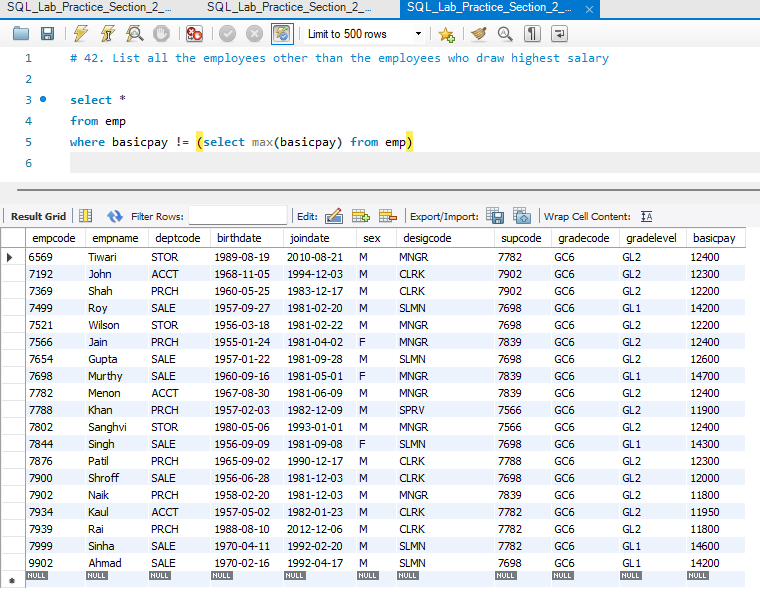 SQL_Lab_Practice_Section_2_... SQL_Lab_Practice_Section_2_... SQL_Lab_Practice_Section_2_... ×
Limit to 500 rows
1 # 42. List all the employees other than the employees who draw highest salary
2
3 select *
4 from emp
5 where basicpay != (select max(basicpay) from emp)
6
Result Grid Filter Rows: Edit: Export/Import: Wrap Cell Content: IA
empcode empname deptcode birthdate joindate sex desigcode supcode gradecode gradelevel basicpay
6569 Tiwari STOR 1989-08-19 2010-08-21 M MNGR 7782 GC6 GL2 12400
7192 John ACCT 1968-11-05 1994-12-03 M CLRK 7902 GC6 GL2 12300
7369 Shah PRCH 1960-05-25 1983-12-17 M CLRK 7902 GC6 GL2 12200
7499 Roy SALE 1957-09-27 1981-02-20 M SLMN 7698 GC6 GL1 14200
7521 Wilson STOR 1956-03-18 1981-02-22 M MNGR 7698 GC6 GL2 12200
7566 Jain PRCH 1955-01-24 1981-04-02 F MNGR 7839 GC6 GL2 12400
7654 Gupta SALE 1957-01-22 1981-09-28 M SLMN 7698 GC6 GL2 12600
7698 Murthy SALE 1960-09-16 1981-05-01 F MNGR 7839 GC6 GL1 14700
7782 Menon ACCT 1967-08-30 1981-06-09 M MNGR 7839 GC6 GL2 12400
7788 Khan PRCH 1957-02-03 1982-12-09 M SPRV 7566 GC6 GL2 11900
7802 Sanghvi STOR 1980-05-06 1993-01-01 M MNGR 7566 GC6 GL2 12400
7844 Singh SALE 1956-09-09 1981-09-08 F SLMN 7698 GC6 GL1 14300
7876 Patil PRCH 1965-09-02 1990-12-17 M CLRK 7788 GC6 GL2 12300
7900 Shroff SALE 1956-06-28 1981-12-03 M CLRK 7698 GC6 GL2 12000
7902 Naik PRCH 1958-02-20 1981-12-03 M MNGR 7839 GC6 GL2 11800
7934 Kaul ACCT 1957-05-02 1982-01-23 M CLRK 7782 GC6 GL2 11950
7939 Rai PRCH 1988-08-10 2012-12-06 M CLRK 7782 GC6 GL2 11800
7999 Sinha SALE 1970-04-11 1992-02-20 M SLMN 7782 GC6 GL1 14600
9902 Ahmad SALE 1970-02-16 1992-04-17 M SLMN 7698 GC6 GL1 14200
NULL NULL NULL NULL NULL NULL NULL NULL NULL NULL NULL